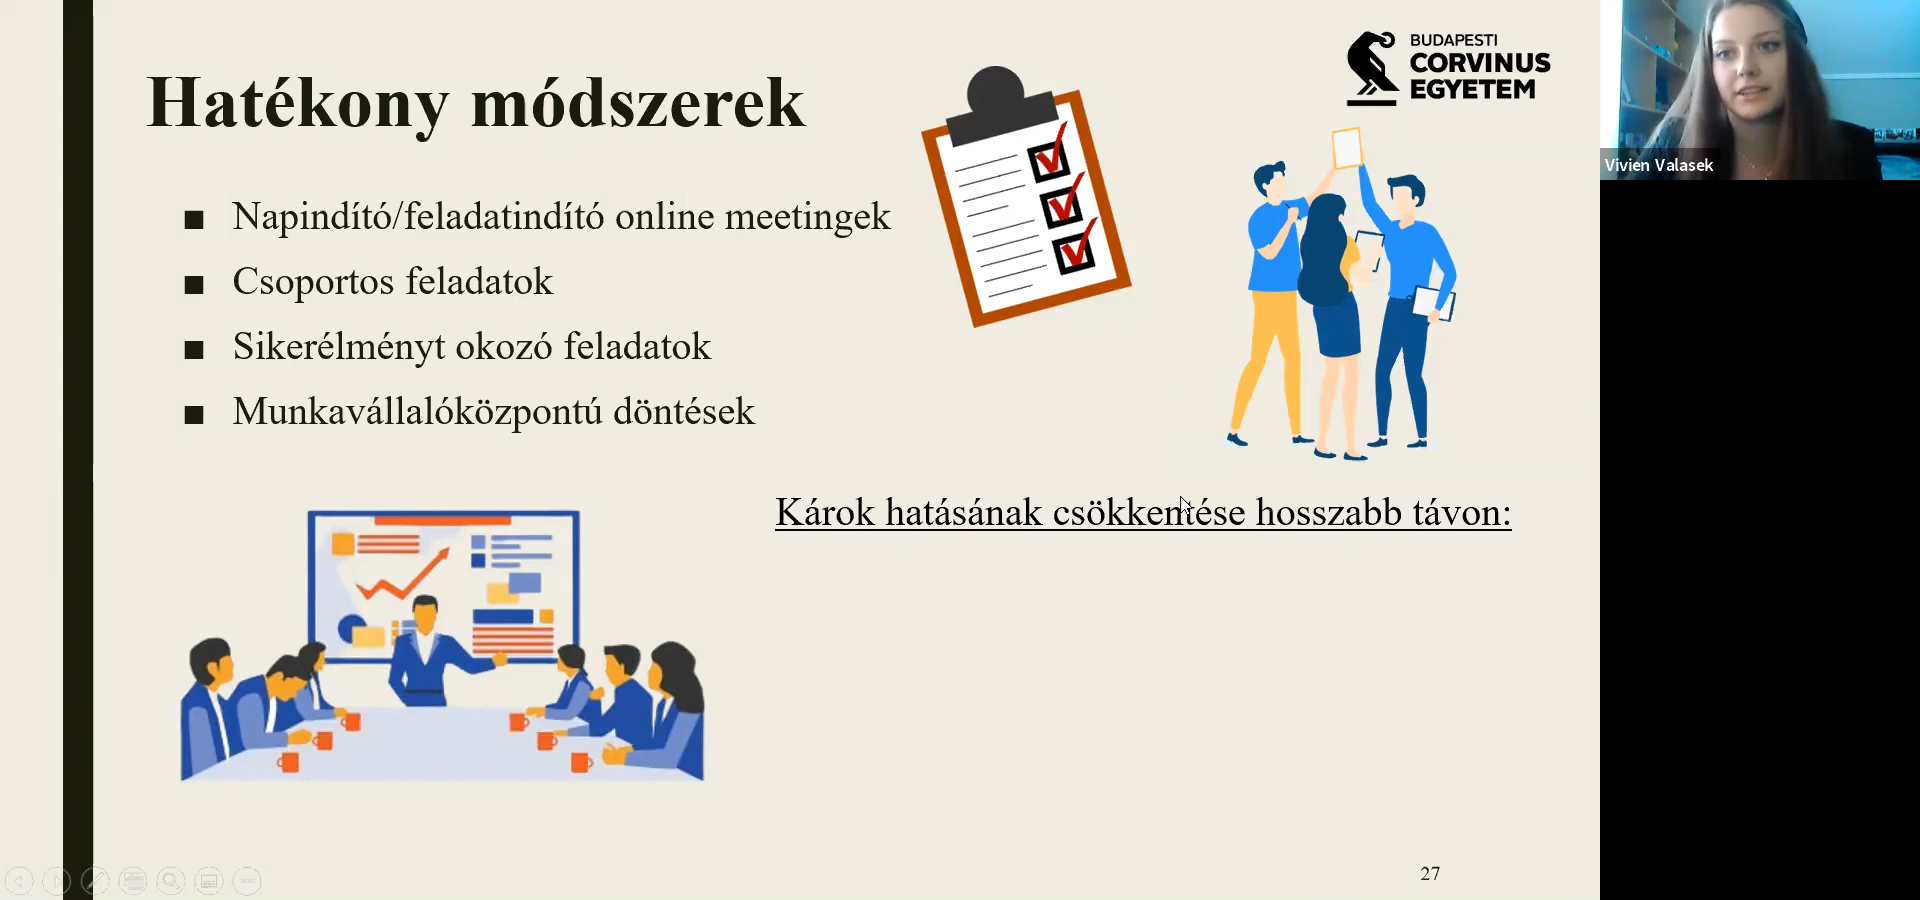 Hatékony módszerek
BUDAPESTI
CORVINUS
EGYETEM
Vivien Valasek
■ Napindító/feladatindító online meetingek
■ Csoportos feladatok
■ Sikerélményt okozó feladatok
■ Munkavállalóközpontú döntések
Károk hatásának csökkentése hosszabb távon:
27